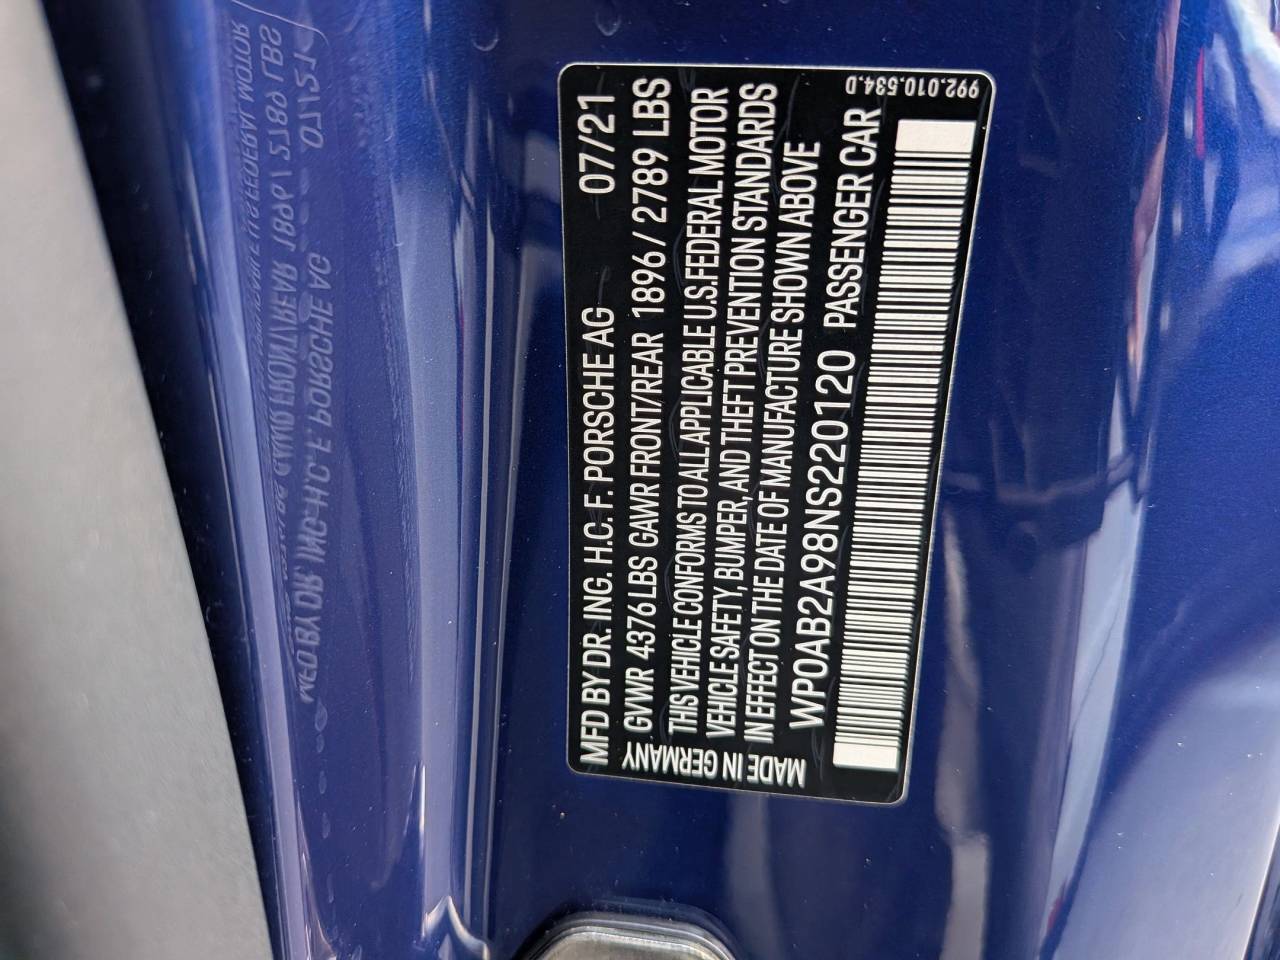 MFD BY DR. ING. H.C. F. PORSCHE AG 07/21
GVWR 4376 LBS GAWR FRONT/REAR 1896 / 2789 LBS
THIS VEHICLE CONFORMS TO ALL APPLICABLE U.S. FEDERAL MOTOR
VEHICLE SAFETY, BUMPER, AND THEFT PREVENTION STANDARDS
IN EFFECT ON THE DATE OF MANUFACTURE SHOWN ABOVE
WP0AB2A98NS220120 PASSENGER CAR
MADE IN GERMANY
992.010.534.D